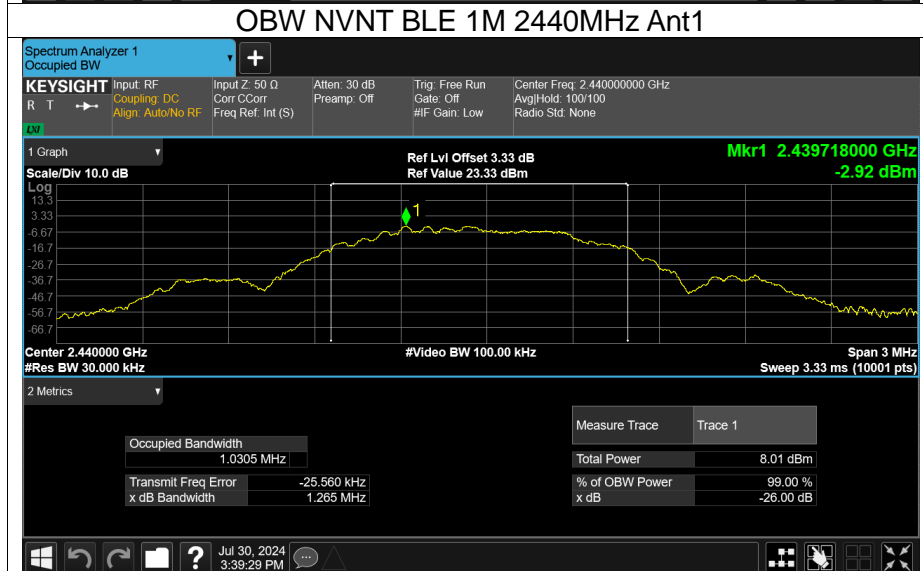 OBW NVNT BLE 1M 2440MHz Ant1
Spectrum Analyzer 1
Occupied BW
+
KEYSIGHT
R T
LXI
Input: RF
Coupling: DC
Align: Auto/No RF
Input Z: 50 Ω
Corr CCorr
Freq Ref: Int (S)
Atten: 30 dB
Preamp: Off
Trig: Free Run
Gate: Off
#IF Gain: Low
Center Freq: 2.440000000 GHz
Avg|Hold: 100/100
Radio Std: None
1 Graph
Scale/Div 10.0 dB
Ref Lvl Offset 3.33 dB
Ref Value 23.33 dBm
Mkr1 2.439718000 GHz
-2.92 dBm
Log
13.3
3.33
-6.67
-16.7
-26.7
-36.7
-46.7
-56.7
-66.7
1
Center 2.440000 GHz
#Res BW 30.000 kHz
#Video BW 100.00 kHz
Span 3 MHz
Sweep 3.33 ms (10001 pts)
2 Metrics
Measure Trace Trace 1
Occupied Bandwidth
1.0305 MHz
Total Power 8.01 dBm
Transmit Freq Error -25.560 kHz
% of OBW Power 99.00 %
x dB Bandwidth 1.265 MHz
x dB -26.00 dB
?
Jul 30, 2024
3:39:29 PM